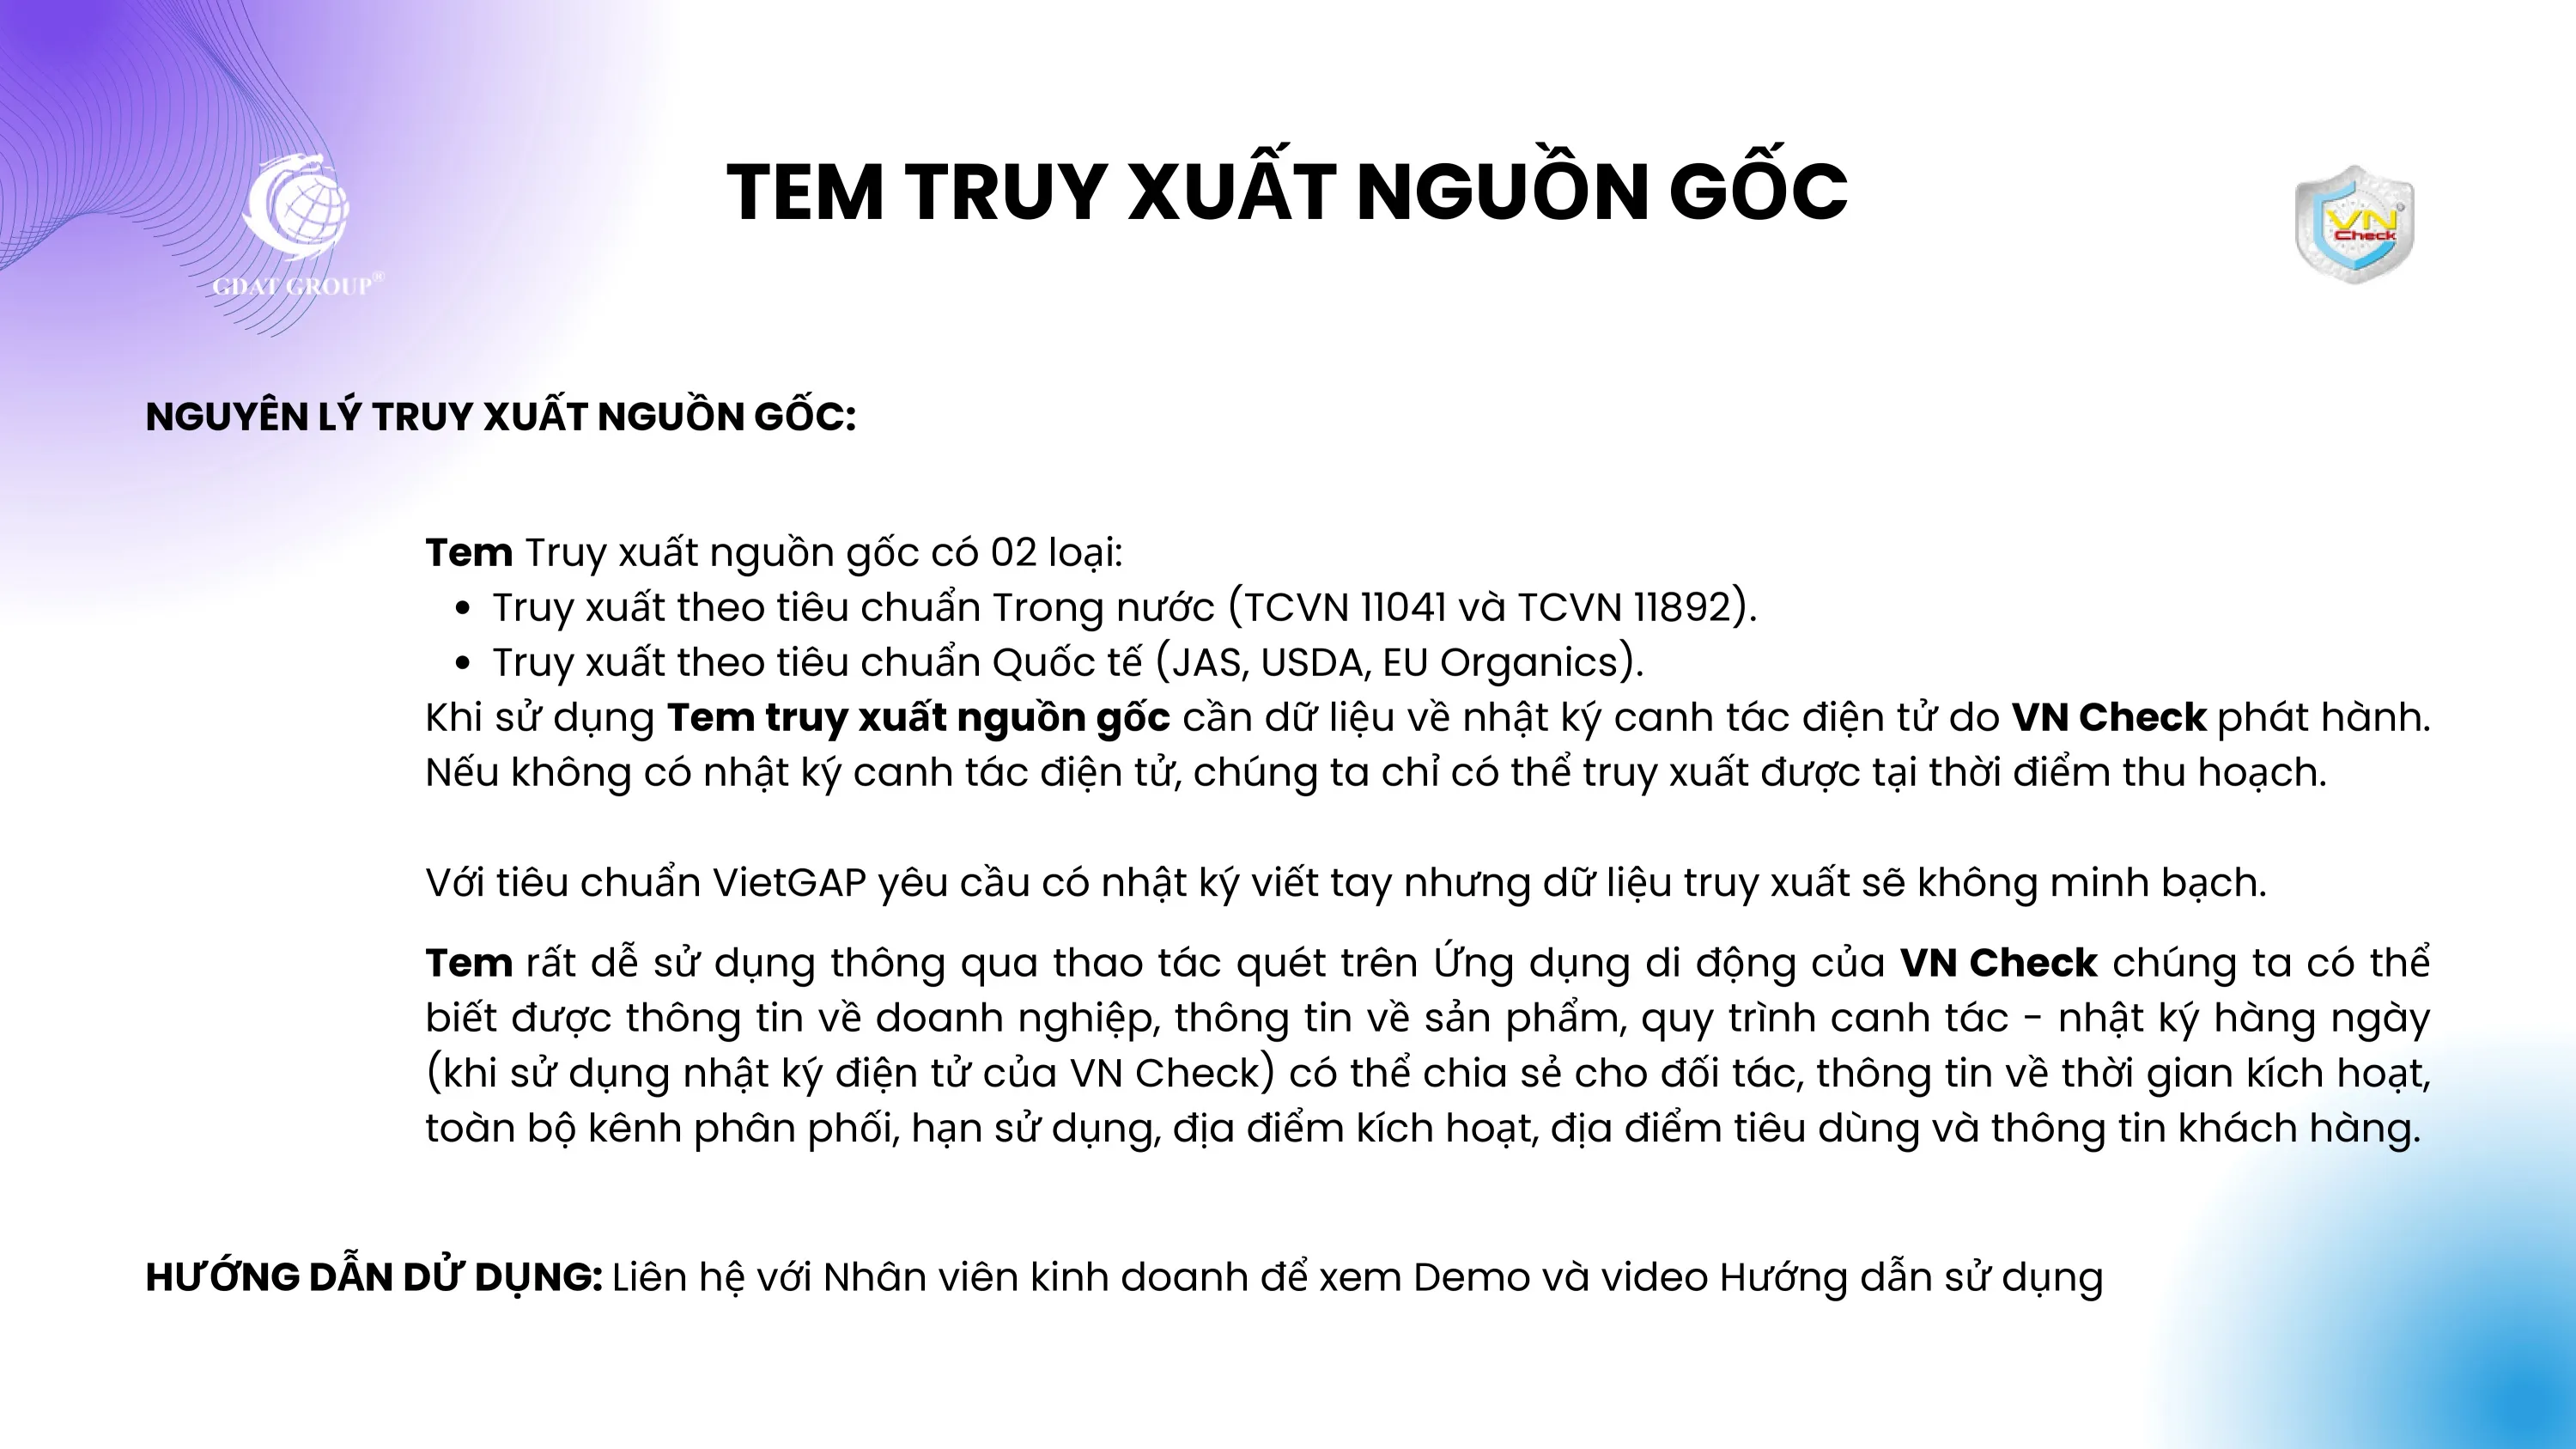 TEM TRUY XUẤT NGUỒN GỐC
GDAT GROUP®
VN®
Check
NGUYÊN LÝ TRUY XUẤT NGUỒN GỐC:
Tem Truy xuất nguồn gốc có 02 loại:
• Truy xuất theo tiêu chuẩn Trong nước (TCVN 11041 và TCVN 11892).
• Truy xuất theo tiêu chuẩn Quốc tế (JAS, USDA, EU Organics).
Khi sử dụng Tem truy xuất nguồn gốc cần dữ liệu về nhật ký canh tác điện tử do VN Check phát hành.
Nếu không có nhật ký canh tác điện tử, chúng ta chỉ có thể truy xuất được tại thời điểm thu hoạch.
Với tiêu chuẩn VietGAP yêu cầu có nhật ký viết tay nhưng dữ liệu truy xuất sẽ không minh bạch.
Tem rất dễ sử dụng thông qua thao tác quét trên Ứng dụng di động của VN Check chúng ta có thể
biết được thông tin về doanh nghiệp, thông tin về sản phẩm, quy trình canh tác - nhật ký hàng ngày
(khi sử dụng nhật ký điện tử của VN Check) có thể chia sẻ cho đối tác, thông tin về thời gian kích hoạt,
toàn bộ kênh phân phối, hạn sử dụng, địa điểm kích hoạt, địa điểm tiêu dùng và thông tin khách hàng.
HƯỚNG DẪN DỬ DỤNG: Liên hệ với Nhân viên kinh doanh để xem Demo và video Hướng dẫn sử dụng